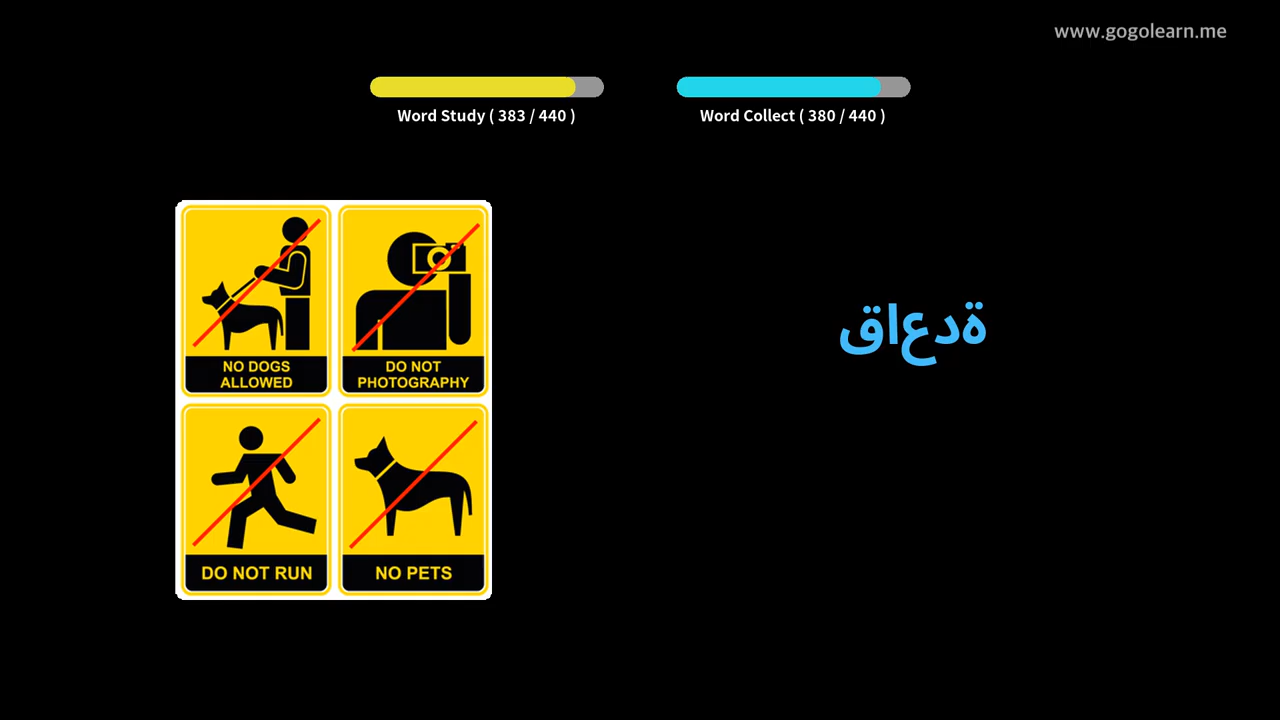 www.gogolearn.me
Word Study ( 383 / 440 )
Word Collect ( 380 / 440 )
NO DOGS
ALLOWED
DO NOT
PHOTOGRAPHY
DO NOT RUN
NO PETS
ةدعاق